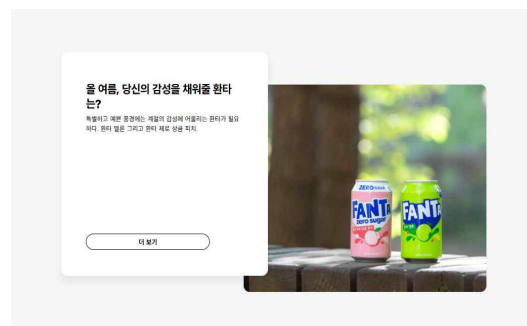 올 여름, 당신의 감성을 채워줄 환타
는?
특별하고 예쁜 풍경에는 계절의 감성에 어울리는 환타가 필요
하다. 환타 멜론 그리고 환타 제로 상큼 피치.
더 보기
ZERO
FANTA
zero sugar
FANTA